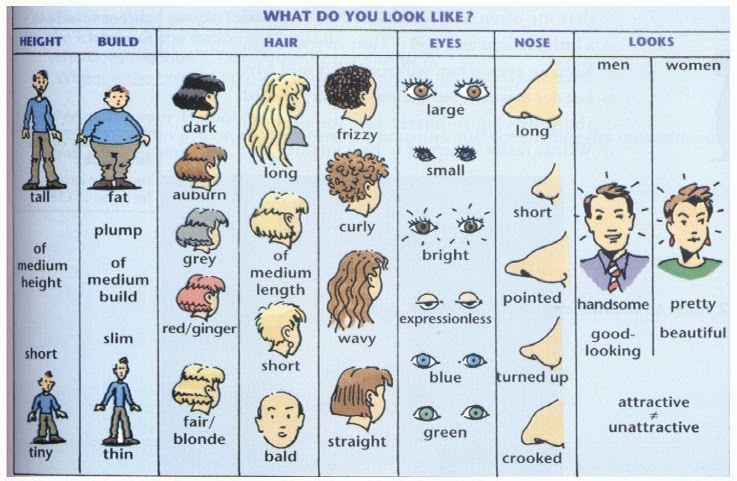 WHAT DO YOU LOOK LIKE?
HEIGHT
BUILD
HAIR
EYES
NOSE
LOOKS
tall
of
medium
height
short
tiny
fat
plump
of
medium
build
slim
thin
dark
auburn
grey
red/ginger
fair/
blonde
long
of
medium
length
short
bald
frizzy
curly
wavy
straight
large
small
bright
expressionless
blue
green
long
short
pointed
turned up
crooked
men
women
handsome
pretty
good-
looking
beautiful
attractive
≠
unattractive